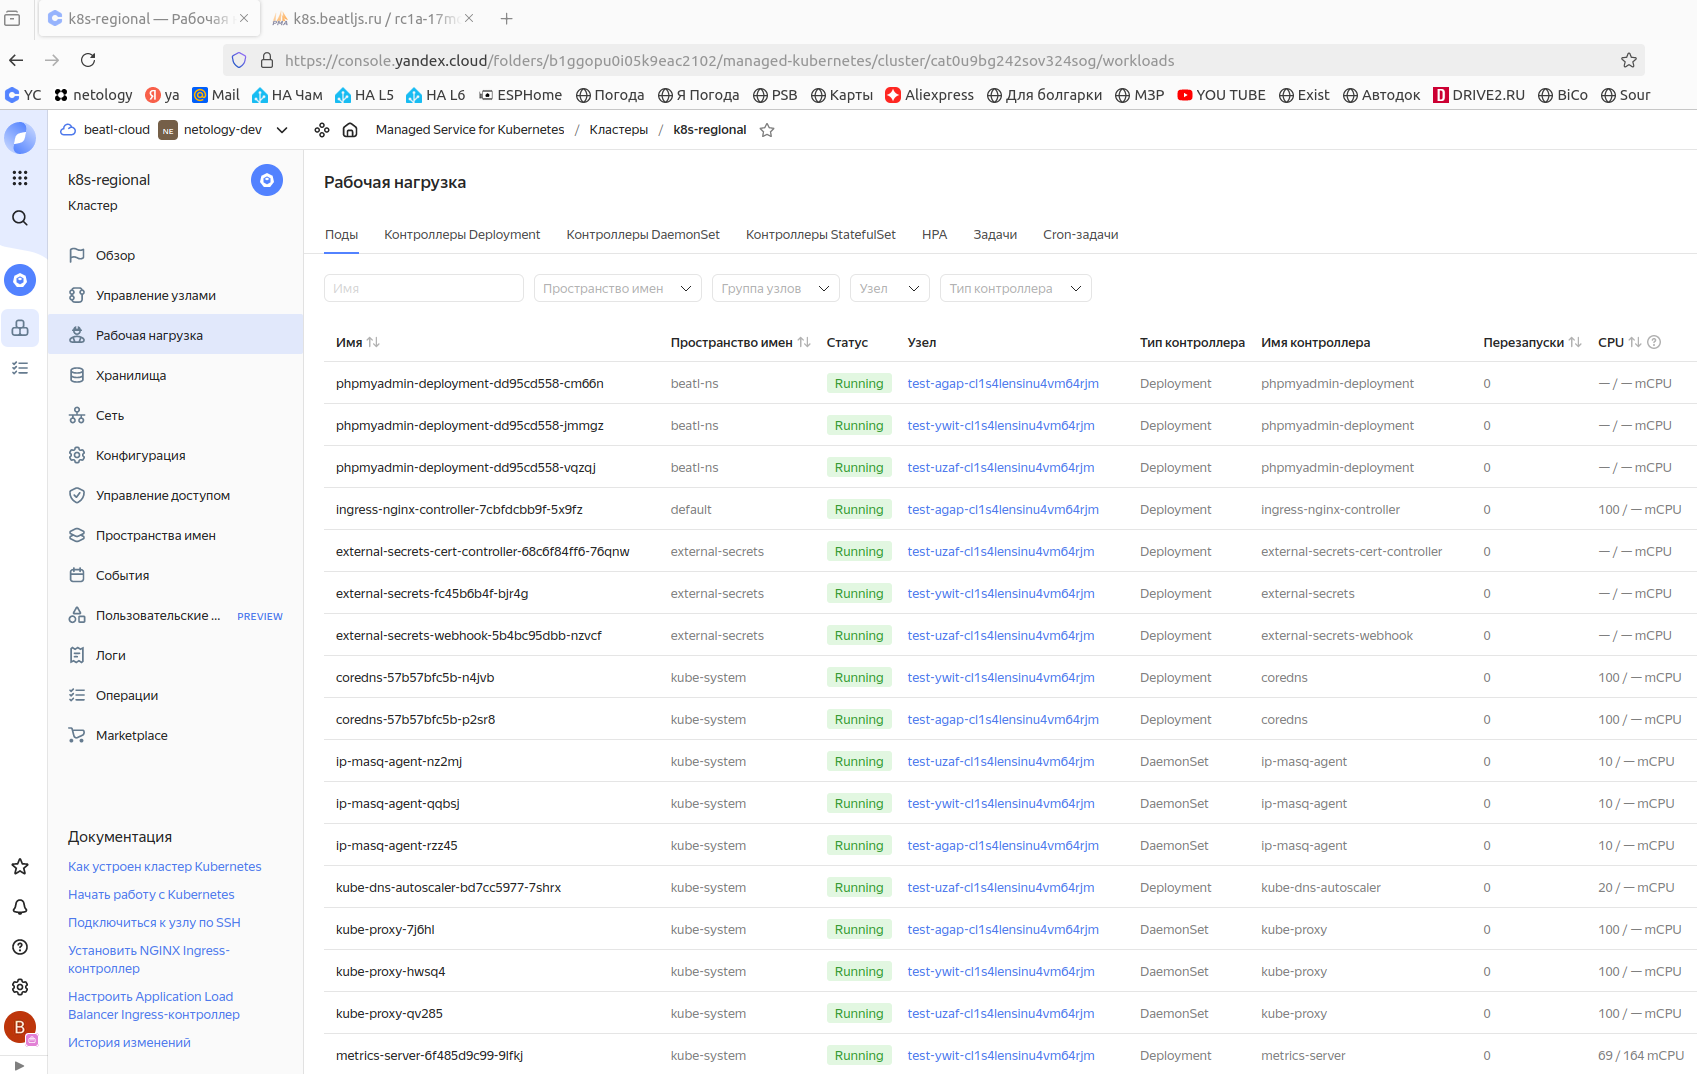 k8s-regional — Рабочая
k8s.beatljs.ru / rc1a-17m
https://console.yandex.cloud/folders/b1ggopu0i05k9eac2102/managed-kubernetes/cluster/cat0u9bg242sov324sog/workloads
YC netology ya Mail НА Чам НА L5 НА L6 ESPHome Погода Я Погода PSB Карты Aliexpress Для болгарки МЗР YOU TUBE Exist Автодок DRIVE2.RU BiCo Sour
beatl-cloud NE netology-dev Managed Service for Kubernetes / Кластеры / k8s-regional
k8s-regional
Кластер
Обзор
Управление узлами
Рабочая нагрузка
Хранилища
Сеть
Конфигурация
Управление доступом
Пространства имен
События
Пользовательские ... PREVIEW
Логи
Операции
Marketplace
Документация
Как устроен кластер Kubernetes
Начать работу с Kubernetes
Подключиться к узлу по SSH
Установить NGINX Ingress-
контроллер
Настроить Application Load
Balancer Ingress-контроллер
История изменений
B
Рабочая нагрузка
Поды Контроллеры Deployment Контроллеры DaemonSet Контроллеры StatefulSet HPA Задачи Cron-задачи
Имя Пространство имен Группа узлов Узел Тип контроллера
Имя Пространство имен Статус Узел Тип контроллера Имя контроллера Перезапуски CPU
phpmyadmin-deployment-dd95cd558-cm66n beatl-ns Running test-agap-cl1s4lensinu4vm64rjm Deployment phpmyadmin-deployment 0 — / — mCPU
phpmyadmin-deployment-dd95cd558-jmmgz beatl-ns Running test-ywit-cl1s4lensinu4vm64rjm Deployment phpmyadmin-deployment 0 — / — mCPU
phpmyadmin-deployment-dd95cd558-vqzqj beatl-ns Running test-uzaf-cl1s4lensinu4vm64rjm Deployment phpmyadmin-deployment 0 — / — mCPU
ingress-nginx-controller-7cbfdcbb9f-5x9fz default Running test-agap-cl1s4lensinu4vm64rjm Deployment ingress-nginx-controller 0 100 / — mCPU
external-secrets-cert-controller-68c6f84ff6-76qnw external-secrets Running test-uzaf-cl1s4lensinu4vm64rjm Deployment external-secrets-cert-controller 0 — / — mCPU
external-secrets-fc45b6b4f-bjr4g external-secrets Running test-ywit-cl1s4lensinu4vm64rjm Deployment external-secrets 0 — / — mCPU
external-secrets-webhook-5b4bc95dbb-nzvcf external-secrets Running test-uzaf-cl1s4lensinu4vm64rjm Deployment external-secrets-webhook 0 — / — mCPU
coredns-57b57bfc5b-n4jvb kube-system Running test-ywit-cl1s4lensinu4vm64rjm Deployment coredns 0 100 / — mCPU
coredns-57b57bfc5b-p2sr8 kube-system Running test-agap-cl1s4lensinu4vm64rjm Deployment coredns 0 100 / — mCPU
ip-masq-agent-nz2mj kube-system Running test-uzaf-cl1s4lensinu4vm64rjm DaemonSet ip-masq-agent 0 10 / — mCPU
ip-masq-agent-qqbsj kube-system Running test-ywit-cl1s4lensinu4vm64rjm DaemonSet ip-masq-agent 0 10 / — mCPU
ip-masq-agent-rzz45 kube-system Running test-agap-cl1s4lensinu4vm64rjm DaemonSet ip-masq-agent 0 10 / — mCPU
kube-dns-autoscaler-bd7cc5977-7shrx kube-system Running test-uzaf-cl1s4lensinu4vm64rjm Deployment kube-dns-autoscaler 0 20 / — mCPU
kube-proxy-7j6hl kube-system Running test-agap-cl1s4lensinu4vm64rjm DaemonSet kube-proxy 0 100 / — mCPU
kube-proxy-hwsq4 kube-system Running test-ywit-cl1s4lensinu4vm64rjm DaemonSet kube-proxy 0 100 / — mCPU
kube-proxy-qv285 kube-system Running test-uzaf-cl1s4lensinu4vm64rjm DaemonSet kube-proxy 0 100 / — mCPU
metrics-server-6f485d9c99-9lfkj kube-system Running test-ywit-cl1s4lensinu4vm64rjm Deployment metrics-server 0 69 / 164 mCPU